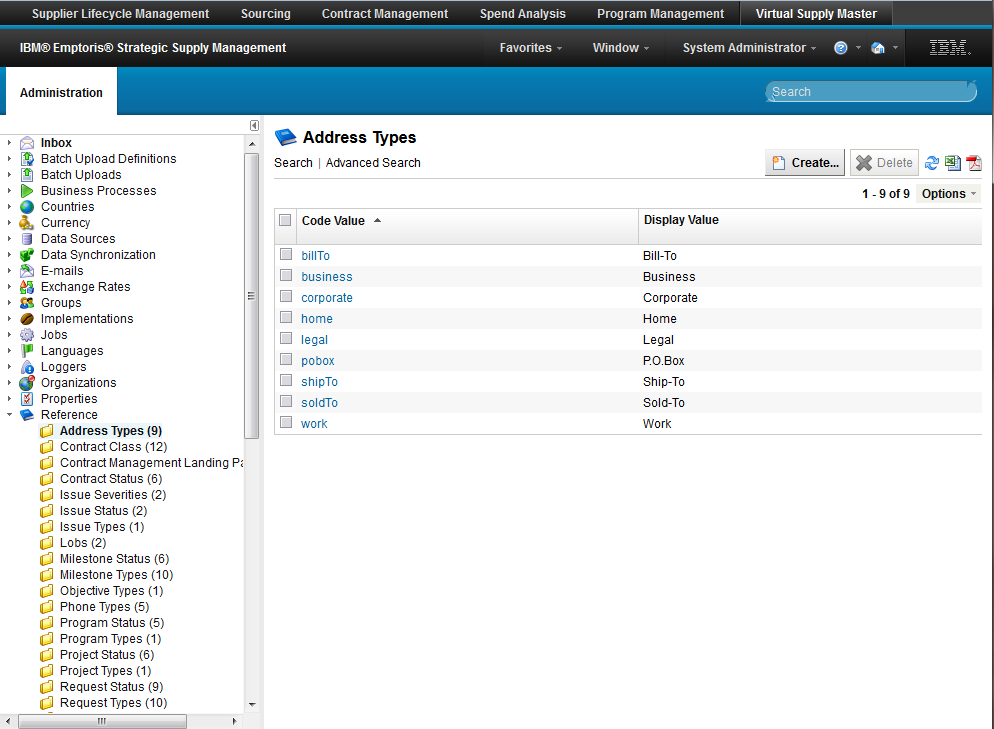 Supplier Lifecycle Management Sourcing Contract Management Spend Analysis Program Management Virtual Supply Master
IBM® Emptoris® Strategic Supply Management Favorites Window System Administrator IBM.
Administration Search
Address Types
Search | Advanced Search Create... Delete
1 - 9 of 9 Options
Code Value Display Value
billTo Bill-To
business Business
corporate Corporate
home Home
legal Legal
pobox P.O.Box
shipTo Ship-To
soldTo Sold-To
work Work
Inbox
Batch Upload Definitions
Batch Uploads
Business Processes
Countries
Currency
Data Sources
Data Synchronization
E-mails
Exchange Rates
Groups
Implementations
Jobs
Languages
Loggers
Organizations
Properties
Reference
Address Types (9)
Contract Class (12)
Contract Management Landing Pa
Contract Status (6)
Issue Severities (2)
Issue Status (2)
Issue Types (1)
Lobs (2)
Milestone Status (6)
Milestone Types (10)
Objective Types (1)
Phone Types (5)
Program Status (5)
Program Types (1)
Project Status (6)
Project Types (1)
Request Status (9)
Request Types (10)